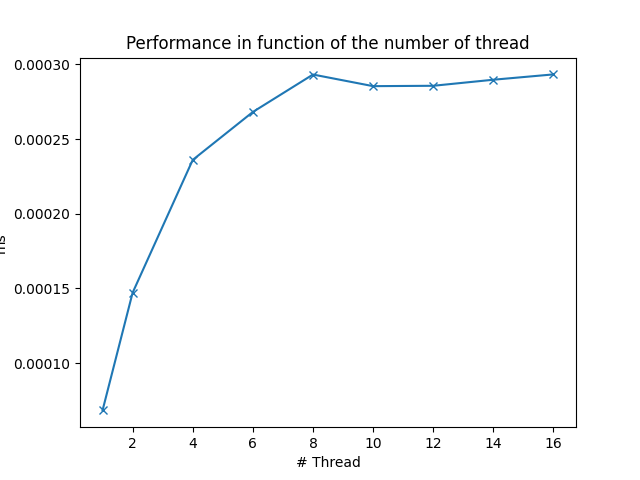 Performance in function of the number of thread
0.00030
0.00025
0.00020
0.00015
0.00010
ms
2 4 6 8 10 12 14 16
# Thread